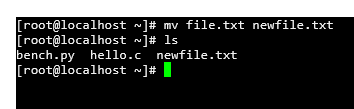 [root@localhost ~]# mv file.txt newfile.txt
[root@localhost ~]# ls
bench.py  hello.c  newfile.txt
[root@localhost ~]#